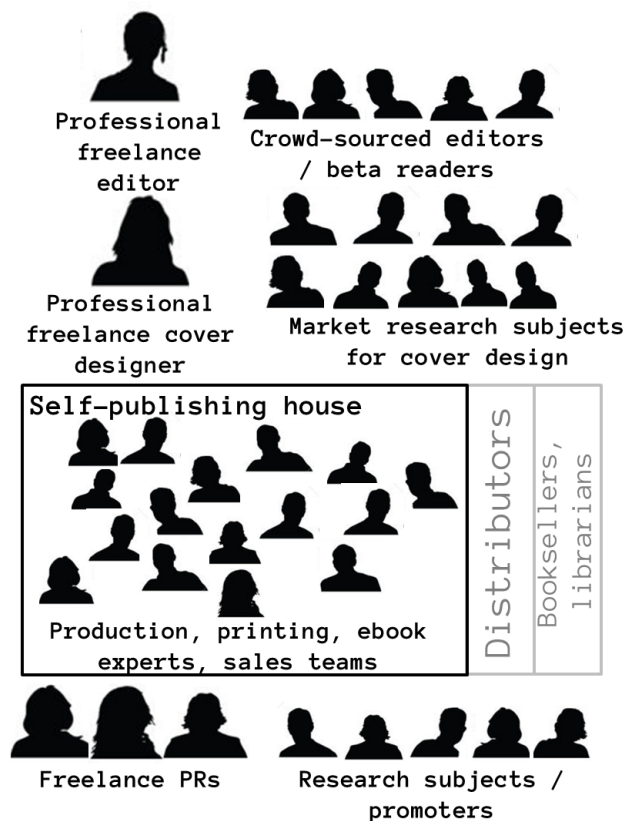 Professional
freelance
editor
Crowd-sourced editors
/ beta readers
Professional
freelance cover
designer
Market research subjects
for cover design
Self-publishing house
Production, printing, ebook
experts, sales teams
Distributors
Booksellers,
librarians
Freelance PRs
Research subjects /
promoters